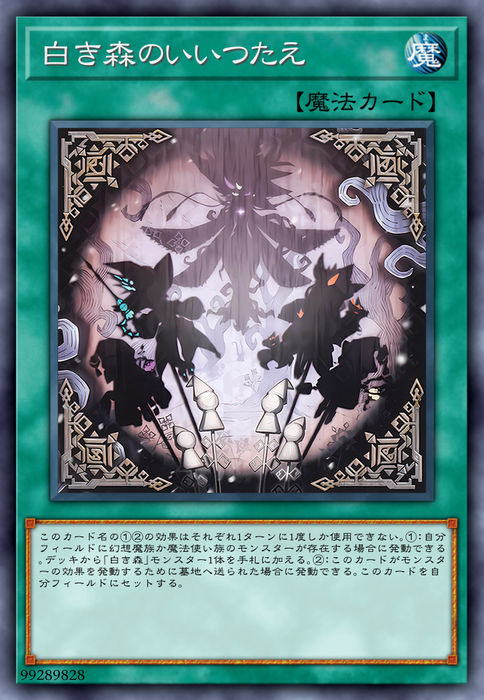 白き森のいいつたえ
魔
【魔法カード】
このカード名の①②の効果はそれぞれ1ターンに1度しか使用できない。①:自分
フィールドに幻想魔族か魔法使い族のモンスターが存在する場合に発動できる。
デッキから「白き森」モンスター1体を手札に加える。②:このカードがモンスタ
ーの効果を発動するために墓地へ送られた場合に発動できる。このカードを自
分フィールドにセットする。
99289828